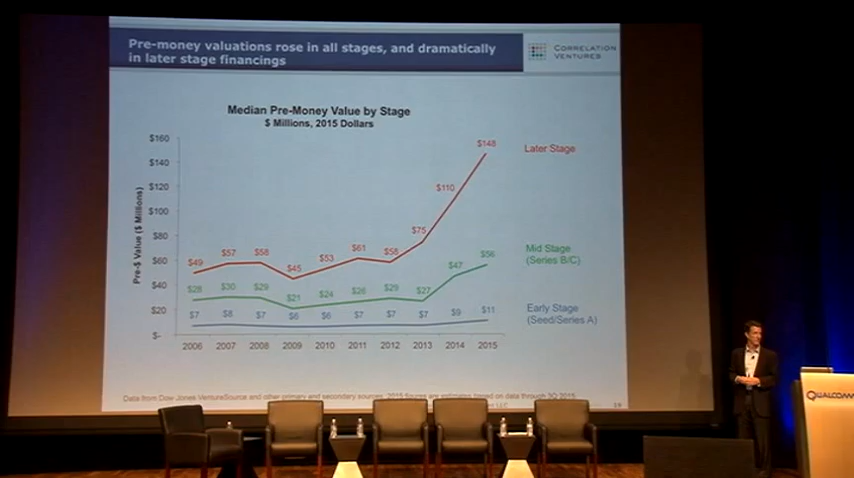 Pre-money valuations rose in all stages, and dramatically
in later stage financings
CORRELATION
VENTURES
Median Pre-Money Value by Stage
$ Millions, 2015 Dollars
Pre-$ Value ($ Millions)
$160
$140
$120
$100
$80
$60
$40
$20
$-
$49
$57
$58
$45
$53
$61
$58
$75
$110
$148
Later Stage
$28
$30
$29
$21
$24
$26
$29
$27
$47
$56
Mid Stage
(Series B/C)
$7
$8
$7
$6
$6
$7
$7
$7
$9
$11
Early Stage
(Seed/Series A)
2006 2007 2008 2009 2010 2011 2012 2013 2014 2015
Data from Dow Jones VentureSource and other primary and secondary sources. 2015 figures are estimates based on data through 3Q 2015.
LLC
QUALCOMM